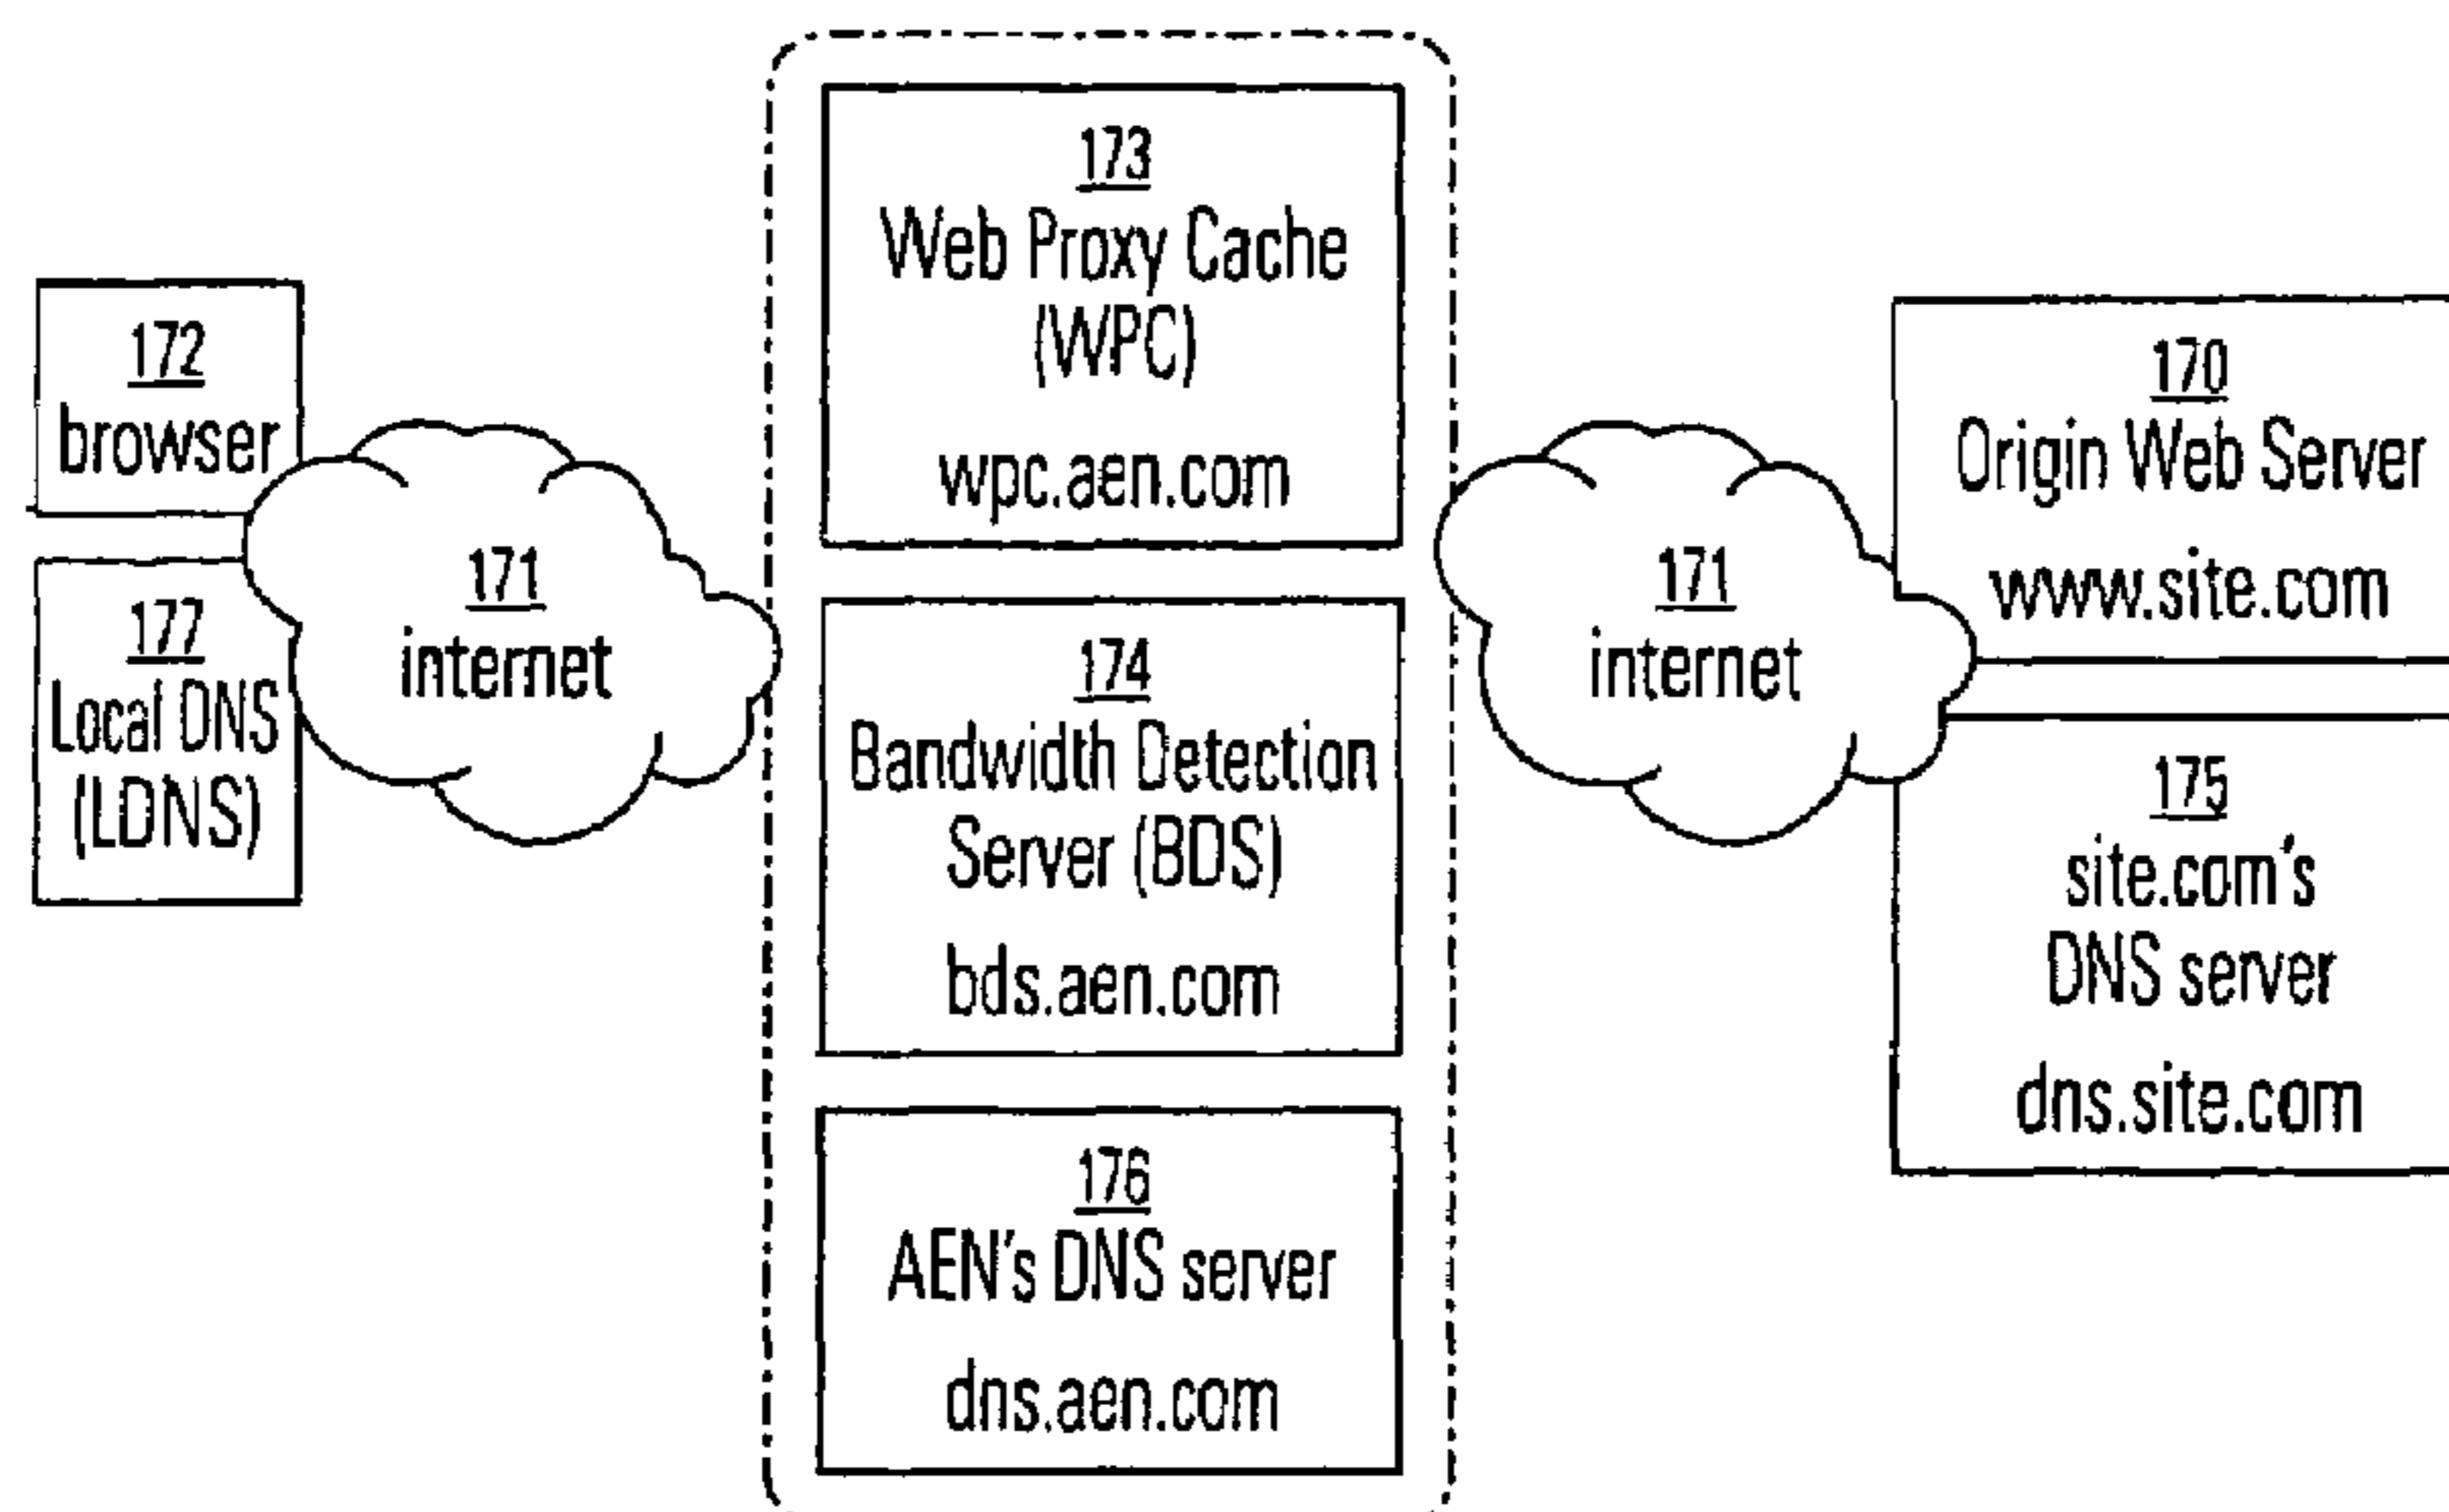 172
browser
177
Local DNS
(LDNS)
171
internet
173
Web Proxy Cache
(WPC)
wpc.aen.com
174
Bandwidth Detection
Server (BDS)
bds.aen.com
176
AEN's DNS server
dns.aen.com
171
internet
170
Origin Web Server
www.site.com
175
site.com's
DNS server
dns.site.com